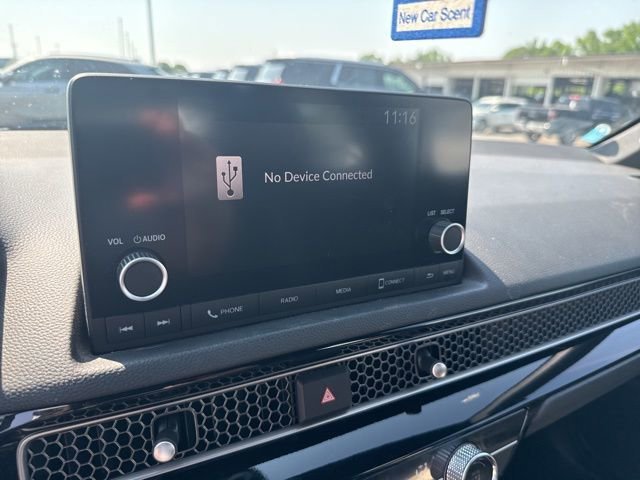 New Car Scent
11:16
No Device Connected
LIST SELECT
VOL AUDIO
PHONE RADIO MEDIA CONNECT MENU